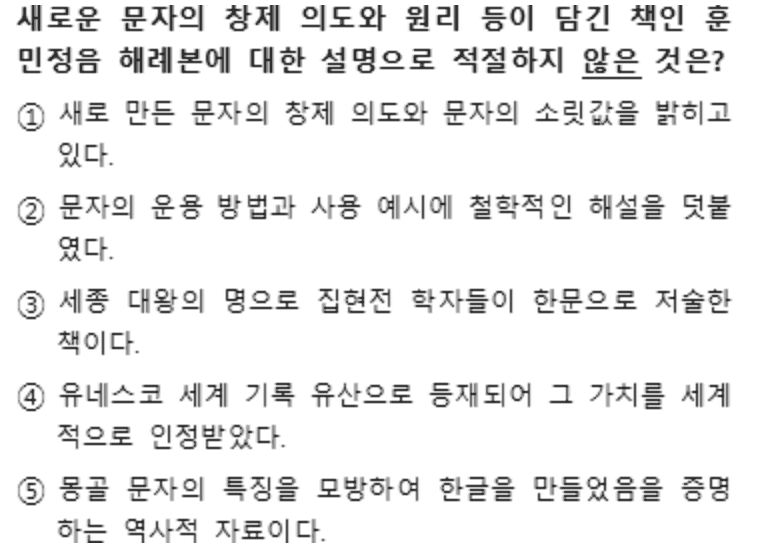 새로운 문자의 창제 의도와 원리 등이 담긴 책인 훈
민정음 해례본에 대한 설명으로 적절하지 않은 것은?
① 새로 만든 문자의 창제 의도와 문자의 소릿값을 밝히고
있다.
② 문자의 운용 방법과 사용 예시에 철학적인 해설을 덧붙
였다.
③ 세종 대왕의 명으로 집현전 학자들이 한문으로 저술한
책이다.
④ 유네스코 세계 기록 유산으로 등재되어 그 가치를 세계
적으로 인정받았다.
⑤ 몽골 문자의 특징을 모방하여 한글을 만들었음을 증명
하는 역사적 자료이다.